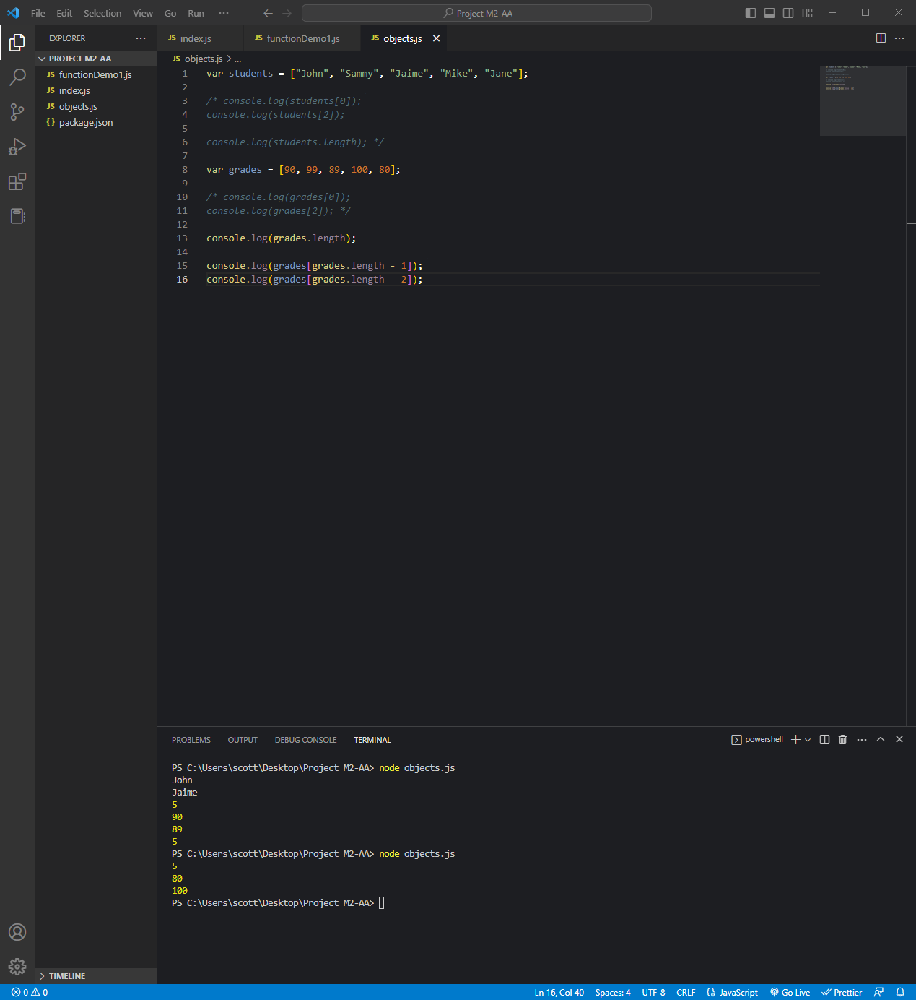 File Edit Selection View Go Run ··· Project M2-AA
EXPLORER ···
PROJECT M2-AA
JS functionDemo1.js
JS index.js
JS objects.js
{} package.json
TIMELINE
JS index.js JS functionDemo1.js JS objects.js
JS objects.js > ...
1 var students = ["John", "Sammy", "Jaime", "Mike", "Jane"];
2
3 /* console.log(students[0]);
4 console.log(students[2]);
5
6 console.log(students.length); */
7
8 var grades = [90, 99, 89, 100, 80];
9
10 /* console.log(grades[0]);
11 console.log(grades[2]); */
12
13 console.log(grades.length);
14
15 console.log(grades[grades.length - 1]);
16 console.log(grades[grades.length - 2]);
PROBLEMS OUTPUT DEBUG CONSOLE TERMINAL powershell
PS C:\Users\scott\Desktop\Project M2-AA> node objects.js
John
Jaime
5
90
89
5
PS C:\Users\scott\Desktop\Project M2-AA> node objects.js
5
80
100
PS C:\Users\scott\Desktop\Project M2-AA>
0 0 Ln 16, Col 40 Spaces: 4 UTF-8 CRLF JavaScript Go Live Prettier